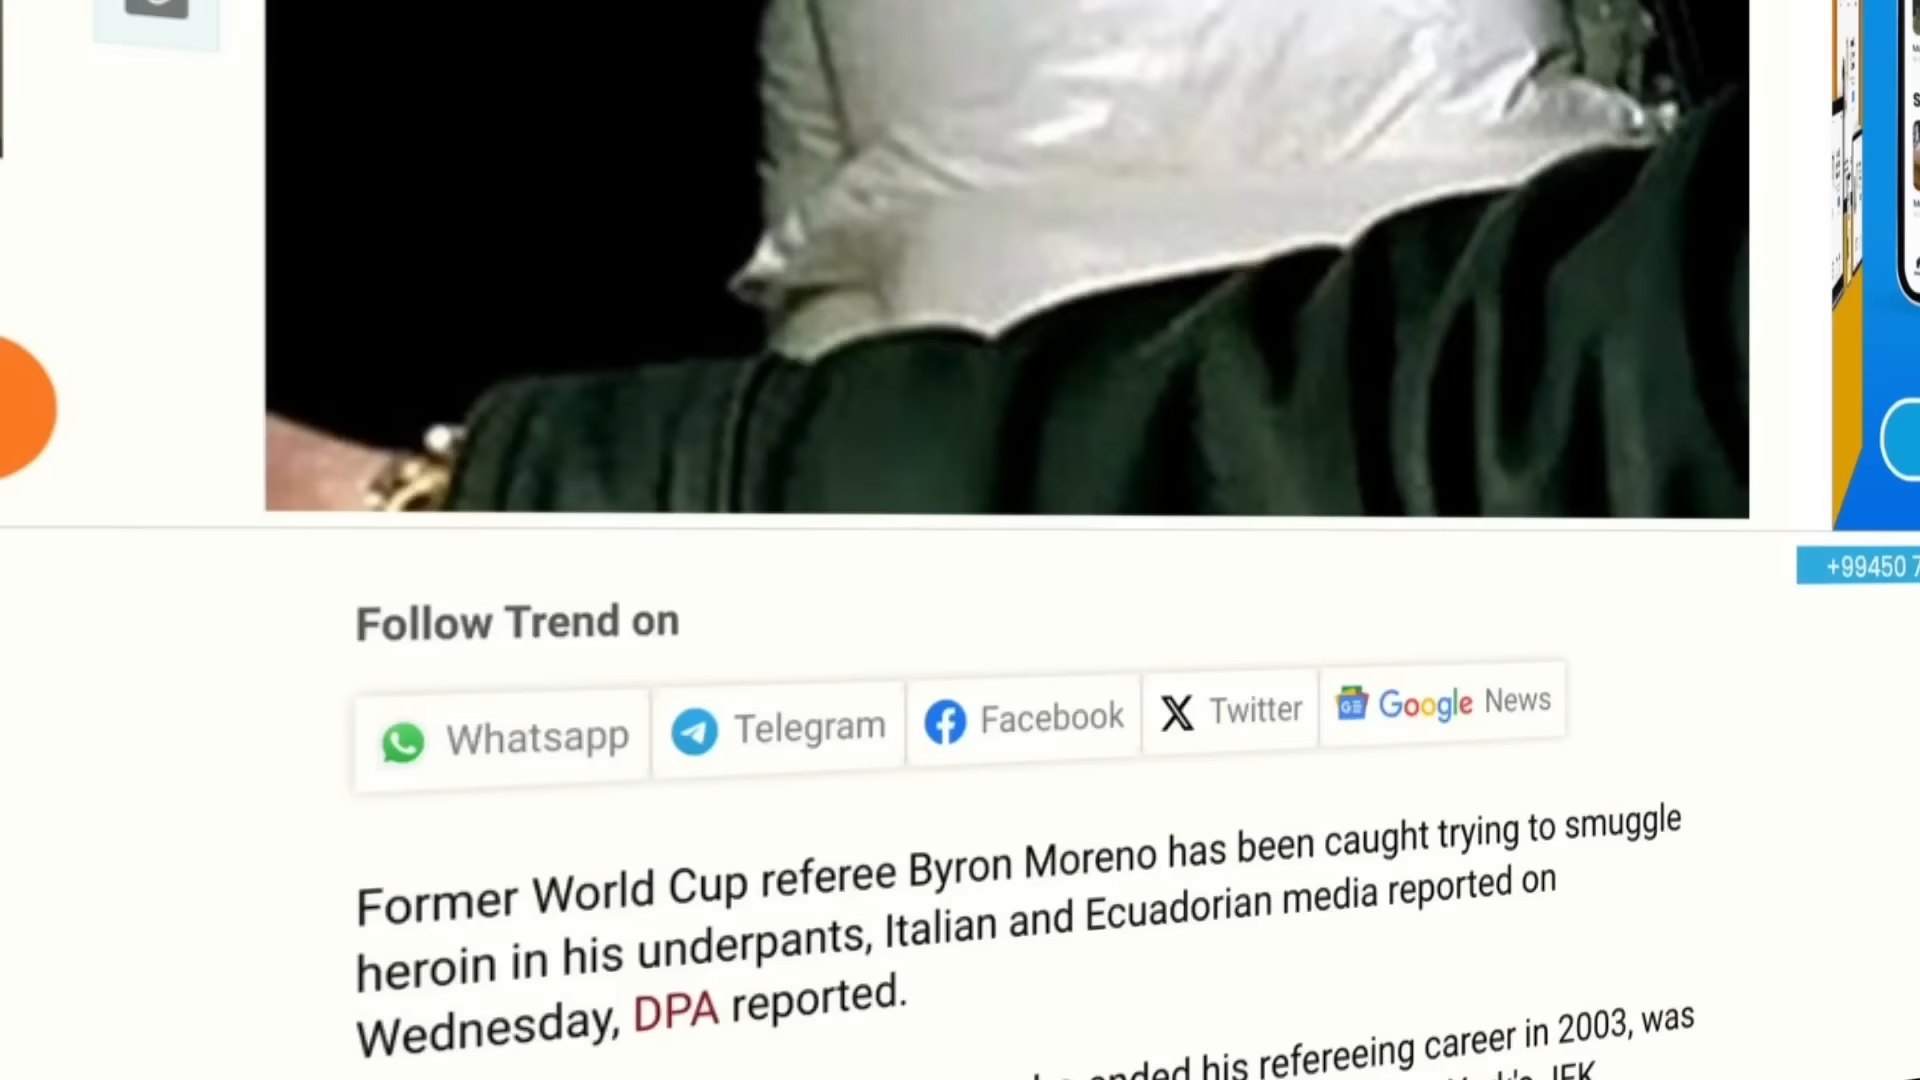 +99450 7
Follow Trend on
Whatsapp Telegram Facebook Twitter Google News
Former World Cup referee Byron Moreno has been caught trying to smuggle
heroin in his underpants, Italian and Ecuadorian media reported on
Wednesday, DPA reported.
ended his refereeing career in 2003, was
JFK